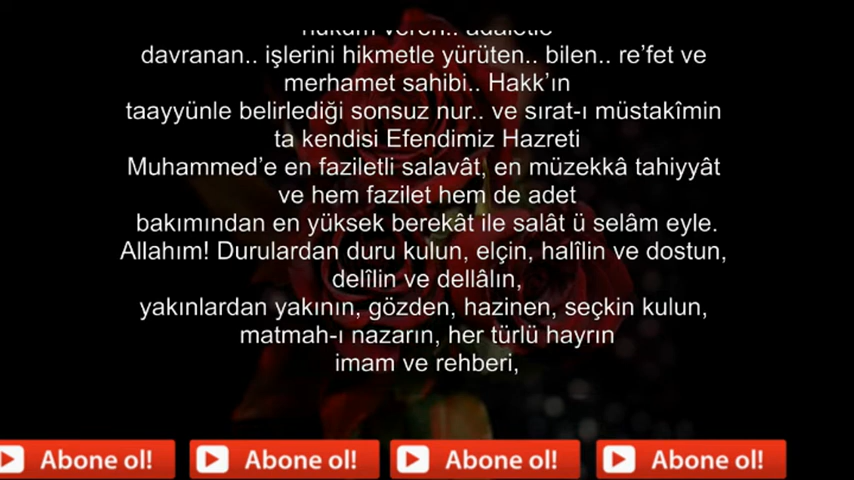 hüküm veren.. adaletle
davranan.. işlerini hikmetle yürüten.. bilen.. re’fet ve
merhamet sahibi.. Hakk’ın
taayyünle belirlediği sonsuz nur.. ve sırat-ı müstakîmin
ta kendisi Efendimiz Hazreti
Muhammed’e en faziletli salavât, en müzekkâ tahiyyât
ve hem fazilet hem de adet
bakımından en yüksek berekât ile salât ü selâm eyle.
Allahım! Durulardan duru kulun, elçin, halîlin ve dostun,
delîlin ve dellâlın,
yakınlardan yakının, gözden, hazinen, seçkin kulun,
matmah-ı nazarın, her türlü hayrın
imam ve rehberi,
Abone ol! Abone ol! Abone ol! Abone ol!